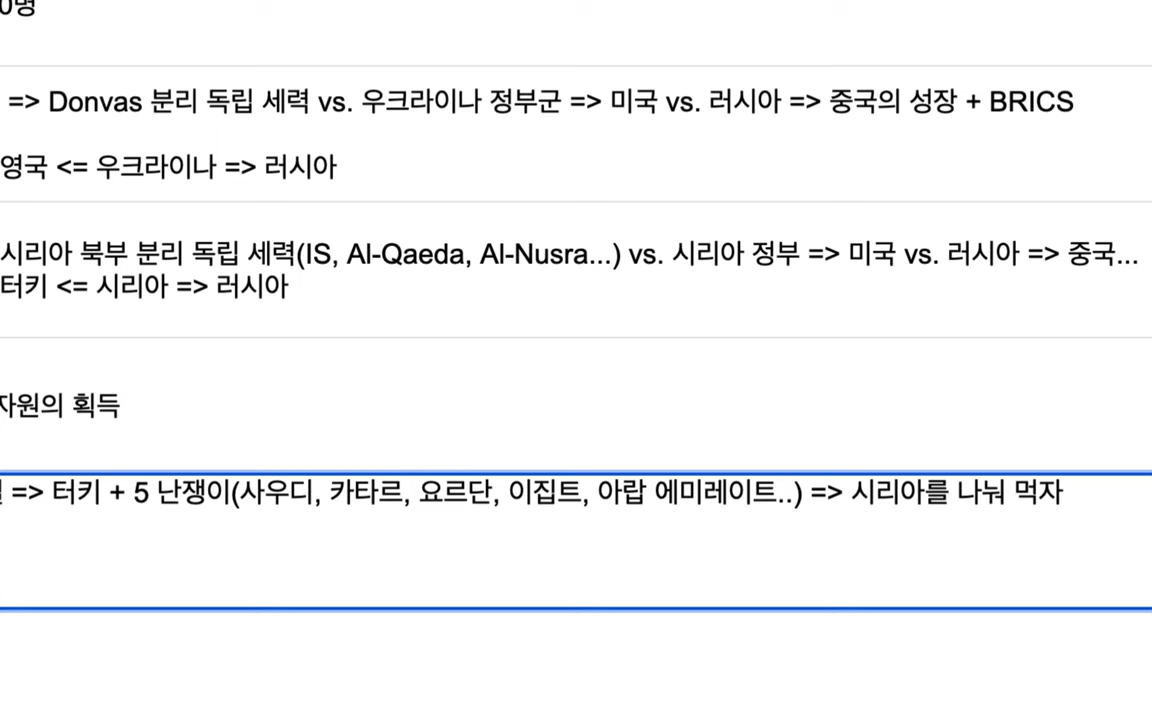 0명
=> Donvas 분리 독립 세력 vs. 우크라이나 정부군 => 미국 vs. 러시아 => 중국의 성장 + BRICS
영국 <= 우크라이나 => 러시아
시리아 북부 분리 독립 세력(IS, Al-Qaeda, Al-Nusra...) vs. 시리아 정부 => 미국 vs. 러시아 => 중국...
터키 <= 시리아 => 러시아
자원의 획득
=> 터키 + 5 난쟁이(사우디, 카타르, 요르단, 이집트, 아랍 에미레이트..) => 시리아를 나눠 먹자